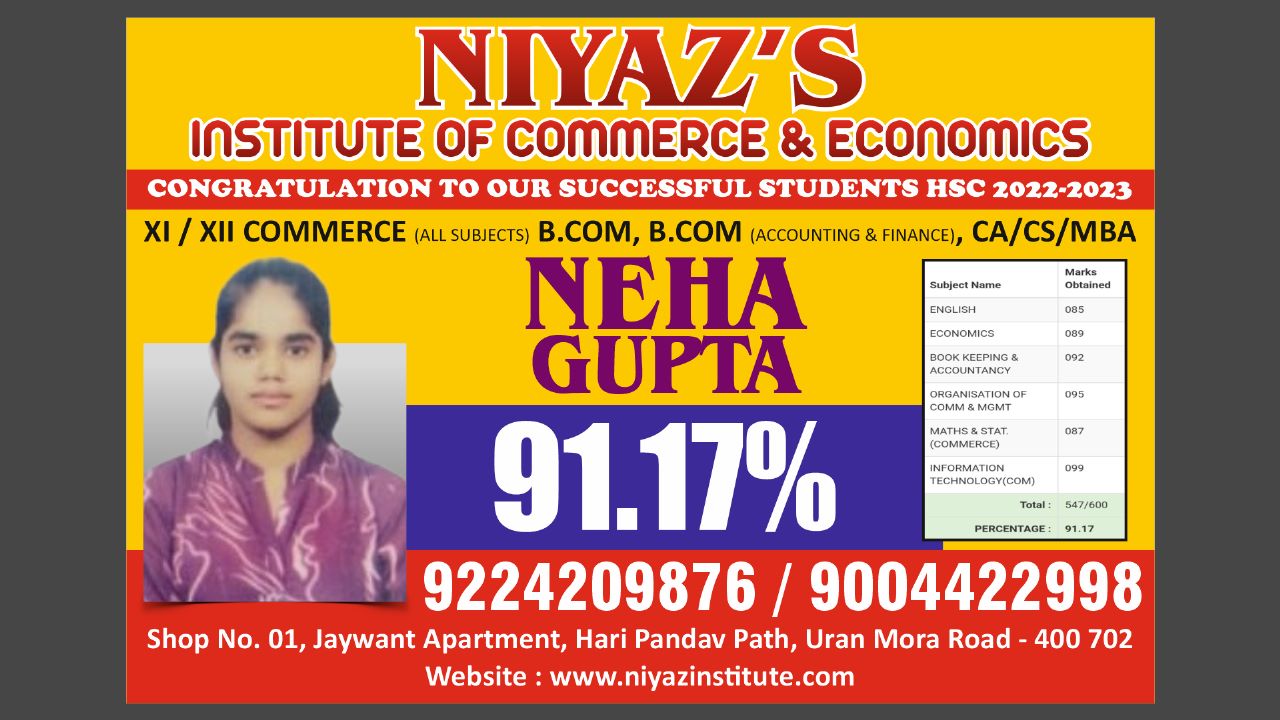 NIYAZ'S
INSTITUTE OF COMMERCE & ECONOMICS
CONGRATULATION TO OUR SUCCESSFUL STUDENTS HSC 2022-2023
XI / XII COMMERCE (ALL SUBJECTS) B.COM, B.COM (ACCOUNTING & FINANCE), CA/CS/MBA
NEHA
GUPTA
91.17%
Subject Name Marks Obtained
ENGLISH 085
ECONOMICS 089
BOOK KEEPING & 092
ACCOUNTANCY
ORGANISATION OF 095
COMM & MGMT
MATHS & STAT. 087
(COMMERCE)
INFORMATION 099
TECHNOLOGY(COM)
Total : 547/600
PERCENTAGE : 91.17
9224209876 / 9004422998
Shop No. 01, Jaywant Apartment, Hari Pandav Path, Uran Mora Road - 400 702
Website : www.niyazinstitute.com